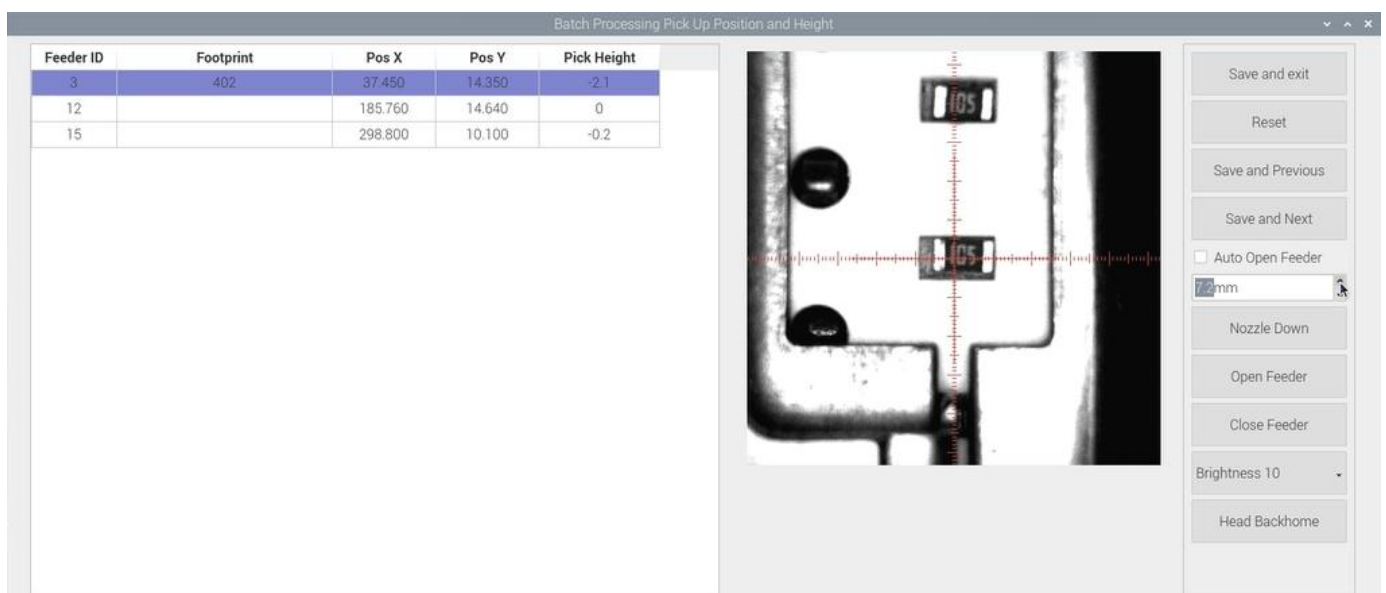 Batch Processing Pick Up Position and Height
Feeder ID Footprint Pos X Pos Y Pick Height
3 402 37.450 14.350 -2.1
12 185.760 14.640 0
15 298.800 10.100 -0.2
105
105
Save and exit
Reset
Save and Previous
Save and Next
Auto Open Feeder
7.2mm
Nozzle Down
Open Feeder
Close Feeder
Brightness 10
Head Backhome